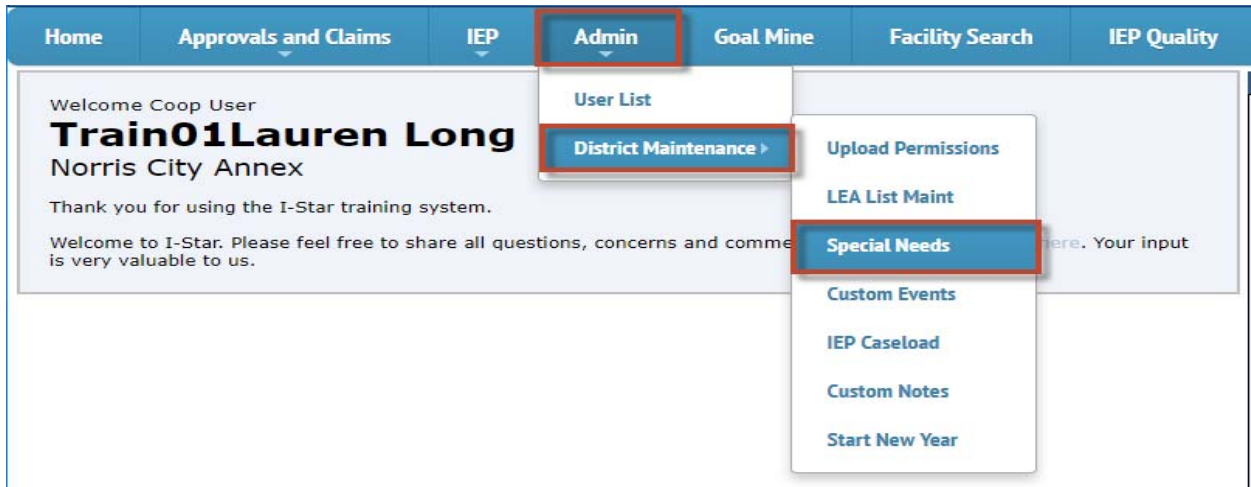 Home Approvals and Claims IEP Admin Goal Mine Facility Search IEP Quality
Welcome Coop User
Train01Lauren Long
Norris City Annex
Thank you for using the I-Star training system.
Welcome to I-Star. Please feel free to share all questions, concerns and comme here. Your input
is very valuable to us.
User List
District Maintenance
Upload Permissions
LEA List Maint
Special Needs
Custom Events
IEP Caseload
Custom Notes
Start New Year